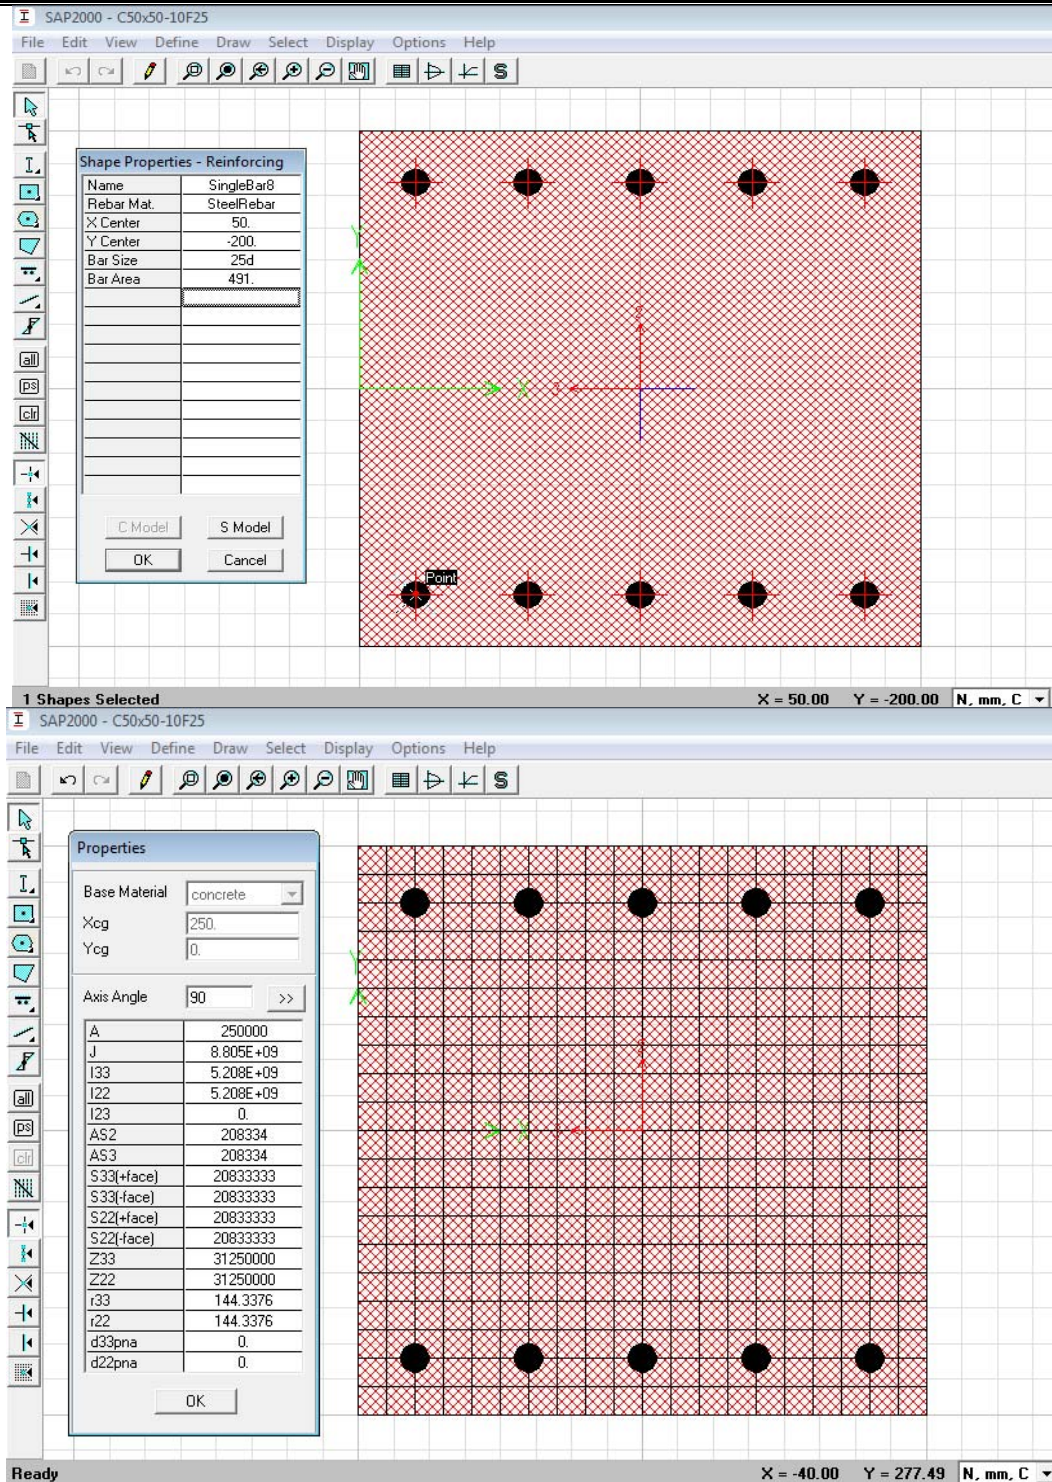 SAP2000 - C50x50-10F25
File Edit View Define Draw Select Display Options Help
Shape Properties - Reinforcing
Name SingleBar8
Rebar Mat. SteelRebar
X Center 50.
Y Center -200.
Bar Size 25d
Bar Area 491.
C Model S Model
OK Cancel
all
ps
clr
Y
X
2
3
Point
1 Shapes Selected X = 50.00 Y = -200.00 N, mm, C
SAP2000 - C50x50-10F25
File Edit View Define Draw Select Display Options Help
Properties
Base Material concrete
Xcg 250.
Ycg 0.
Axis Angle 90 >>
A 250000
J 8.805E+09
I33 5.208E+09
I22 5.208E+09
I23 0.
AS2 208334
AS3 208334
S33(+face) 20833333
S33(-face) 20833333
S22(+face) 20833333
S22(-face) 20833333
Z33 31250000
Z22 31250000
r33 144.3376
r22 144.3376
d33pna 0.
d22pna 0.
OK
all
ps
clr
Y
X
Ready X = -40.00 Y = 277.49 N, mm, C